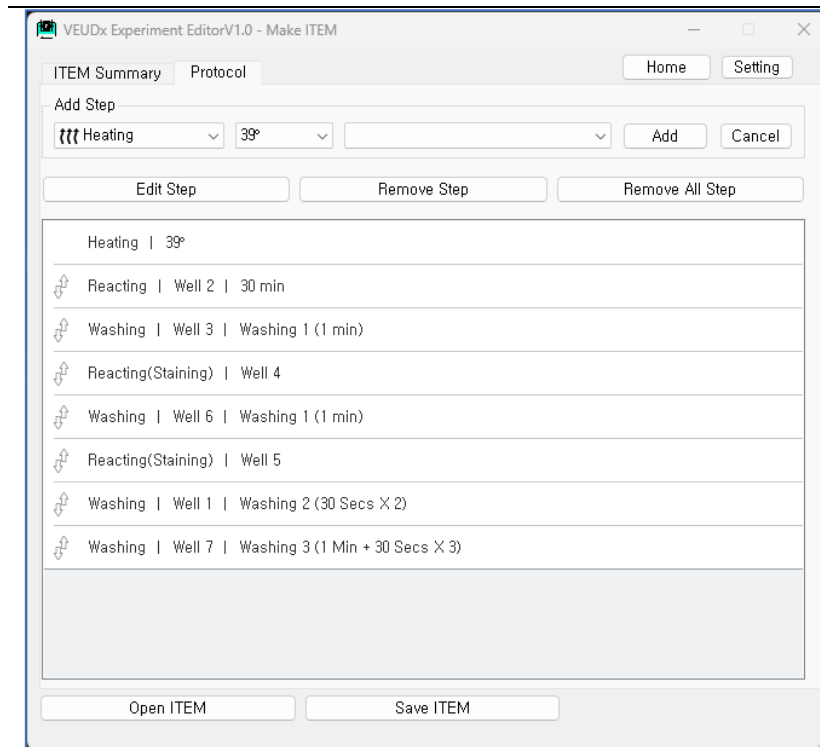 VEUDx Experiment EditorV1.0 - Make ITEM
ITEM Summary Protocol Home Setting
Add Step
Heating 39º Add Cancel
Edit Step Remove Step Remove All Step
Heating | 39º
Reacting | Well 2 | 30 min
Washing | Well 3 | Washing 1 (1 min)
Reacting(Staining) | Well 4
Washing | Well 6 | Washing 1 (1 min)
Reacting(Staining) | Well 5
Washing | Well 1 | Washing 2 (30 Secs X 2)
Washing | Well 7 | Washing 3 (1 Min + 30 Secs X 3)
Open ITEM Save ITEM